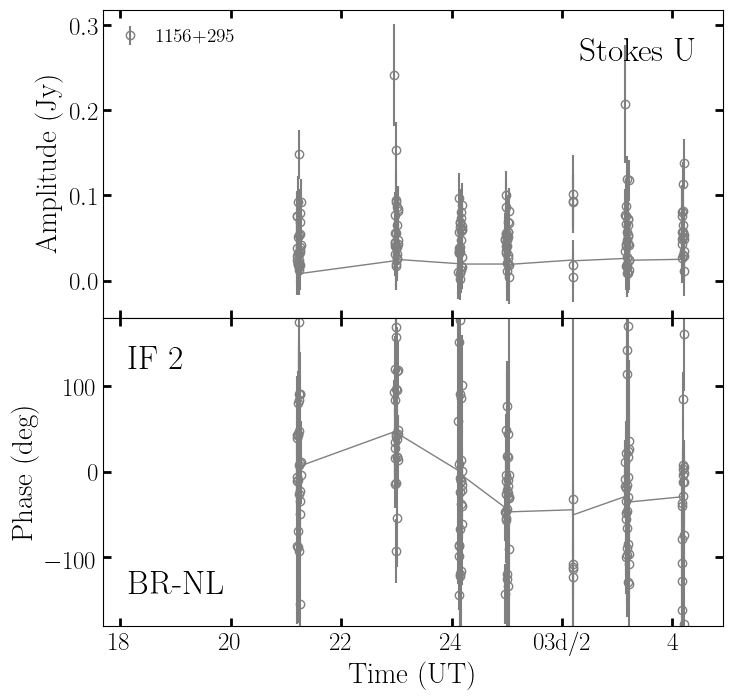 1156+295
Stokes U
0.3
0.2
0.1
0.0
Amplitude (Jy)
IF 2
100
0
−100
Phase (deg)
BR-NL
18 20 22 24 03d/2 4
Time (UT)